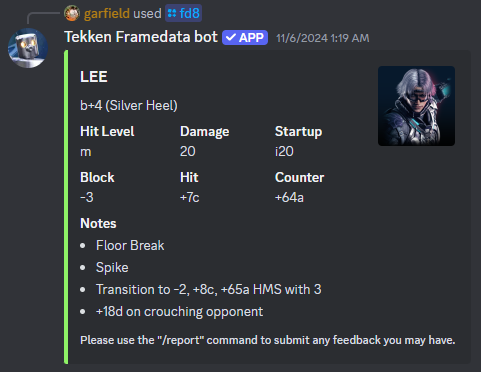 garfield used fd8
Tekken Framedata bot ✓ APP 11/6/2024 1:19 AM
LEE
b+4 (Silver Heel)
Hit Level Damage Startup
m 20 i20
Block Hit Counter
-3 +7c +64a
Notes
• Floor Break
• Spike
• Transition to -2, +8c, +65a HMS with 3
• +18d on crouching opponent
Please use the "/report" command to submit any feedback you may have.